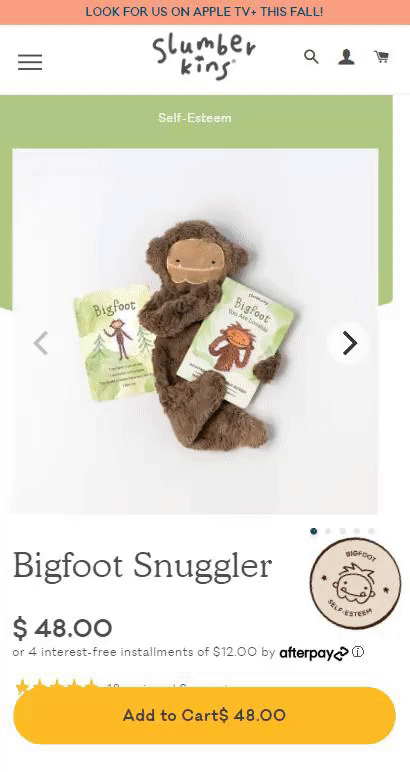 LOOK FOR US ON APPLE TV+ THIS FALL!
slumber
kins
Self-Esteem
Bigfoot
Bigfoot
You Are Lovable
BIGFOOT
SELF-ESTEEM
Bigfoot Snuggler
$ 48.00
or 4 interest-free installments of $12.00 by afterpay
Add to Cart$ 48.00